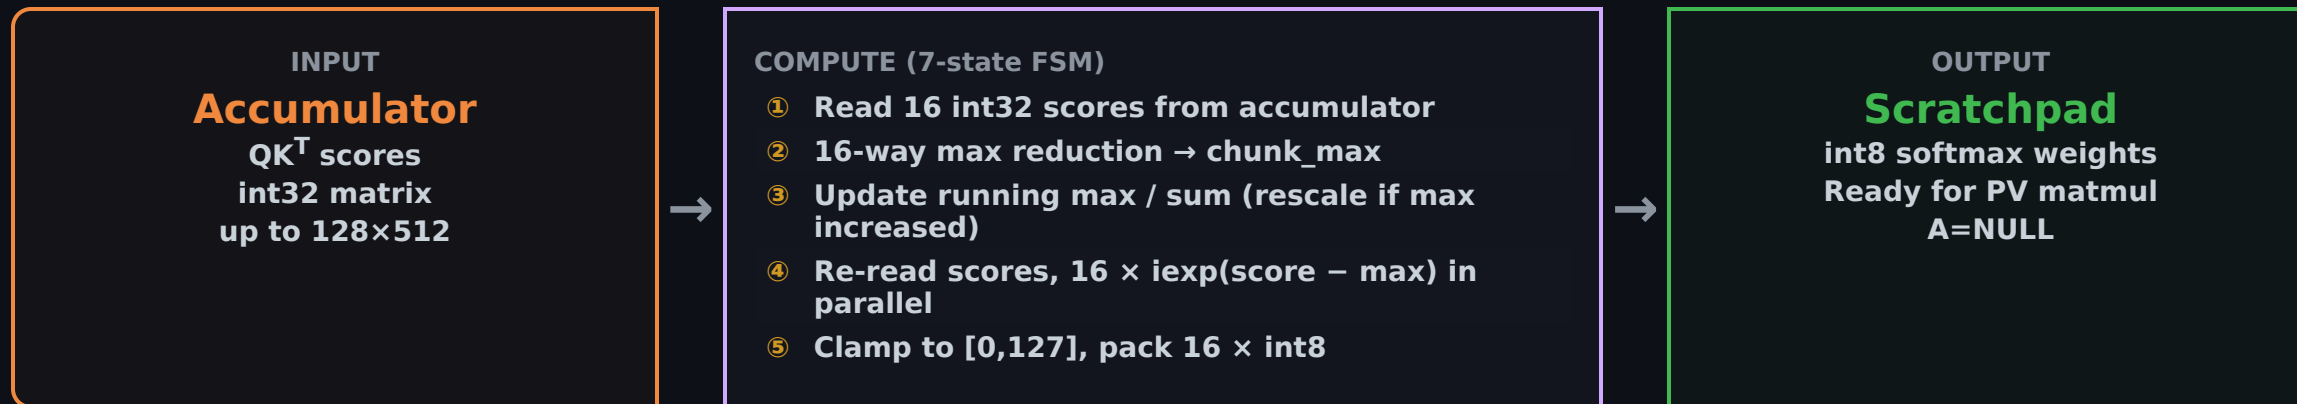 INPUT
Accumulator
QKᵀ scores
int32 matrix
up to 128×512
→
COMPUTE (7-state FSM)
① Read 16 int32 scores from accumulator
② 16-way max reduction → chunk_max
③ Update running max / sum (rescale if max
increased)
④ Re-read scores, 16 × iexp(score − max) in
parallel
⑤ Clamp to [0,127], pack 16 × int8
→
OUTPUT
Scratchpad
int8 softmax weights
Ready for PV matmul
A=NULL